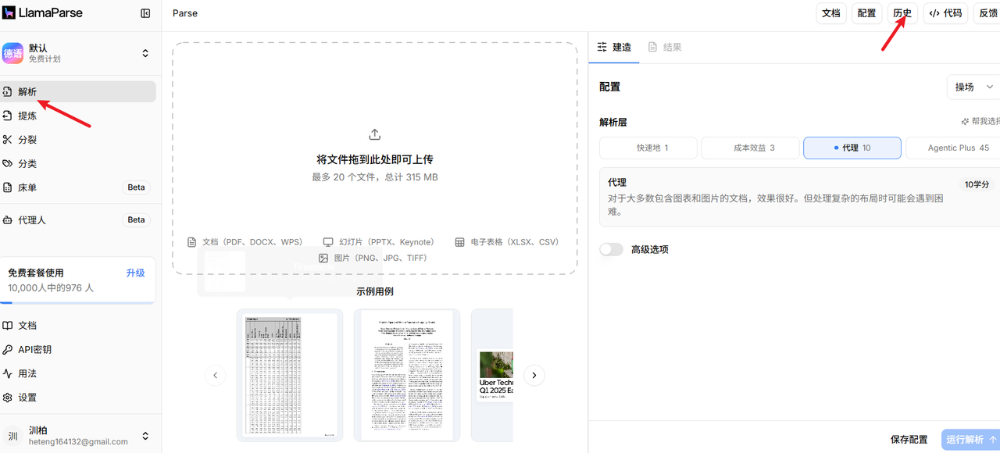 LlamaParse
Parse
文档
配置
历史
</> 代码
反馈
德语
默认
免费计划
解析
提炼
分裂
分类
床单 Beta
代理人 Beta
免费套餐使用 升级
10,000人中的976 人
文档
API密钥
用法
设置
汌
汌柏
heteng164132@gmail.com
将文件拖到此处即可上传
最多 20 个文件，总计 315 MB
文档（PDF、DOCX、WPS）
幻灯片（PPTX、Keynote）
电子表格（XLSX、CSV）
图片（PNG、JPG、TIFF）
示例用例
Uber Techn
Q1 2025 Ea
建造
结果
配置
操场
解析层
帮我选择
快速地 1
成本效益 3
代理 10
Agentic Plus 45
代理
10学分
对于大多数包含图表和图片的文档，效果很好。但处理复杂的布局时可能会遇到困
难。
高级选项
保存配置
运行解析